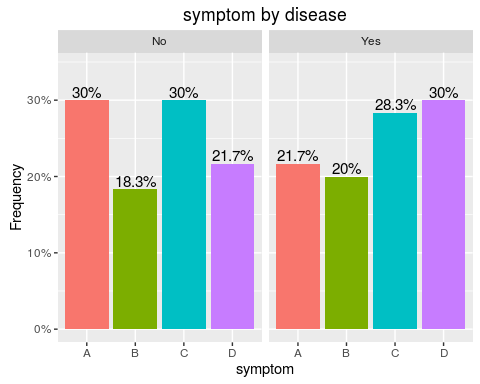 symptom by disease
No
Yes
30%
18.3%
30%
21.7%
21.7%
20%
28.3%
30%
30%
20%
10%
0%
Frequency
A B C D
A B C D
symptom